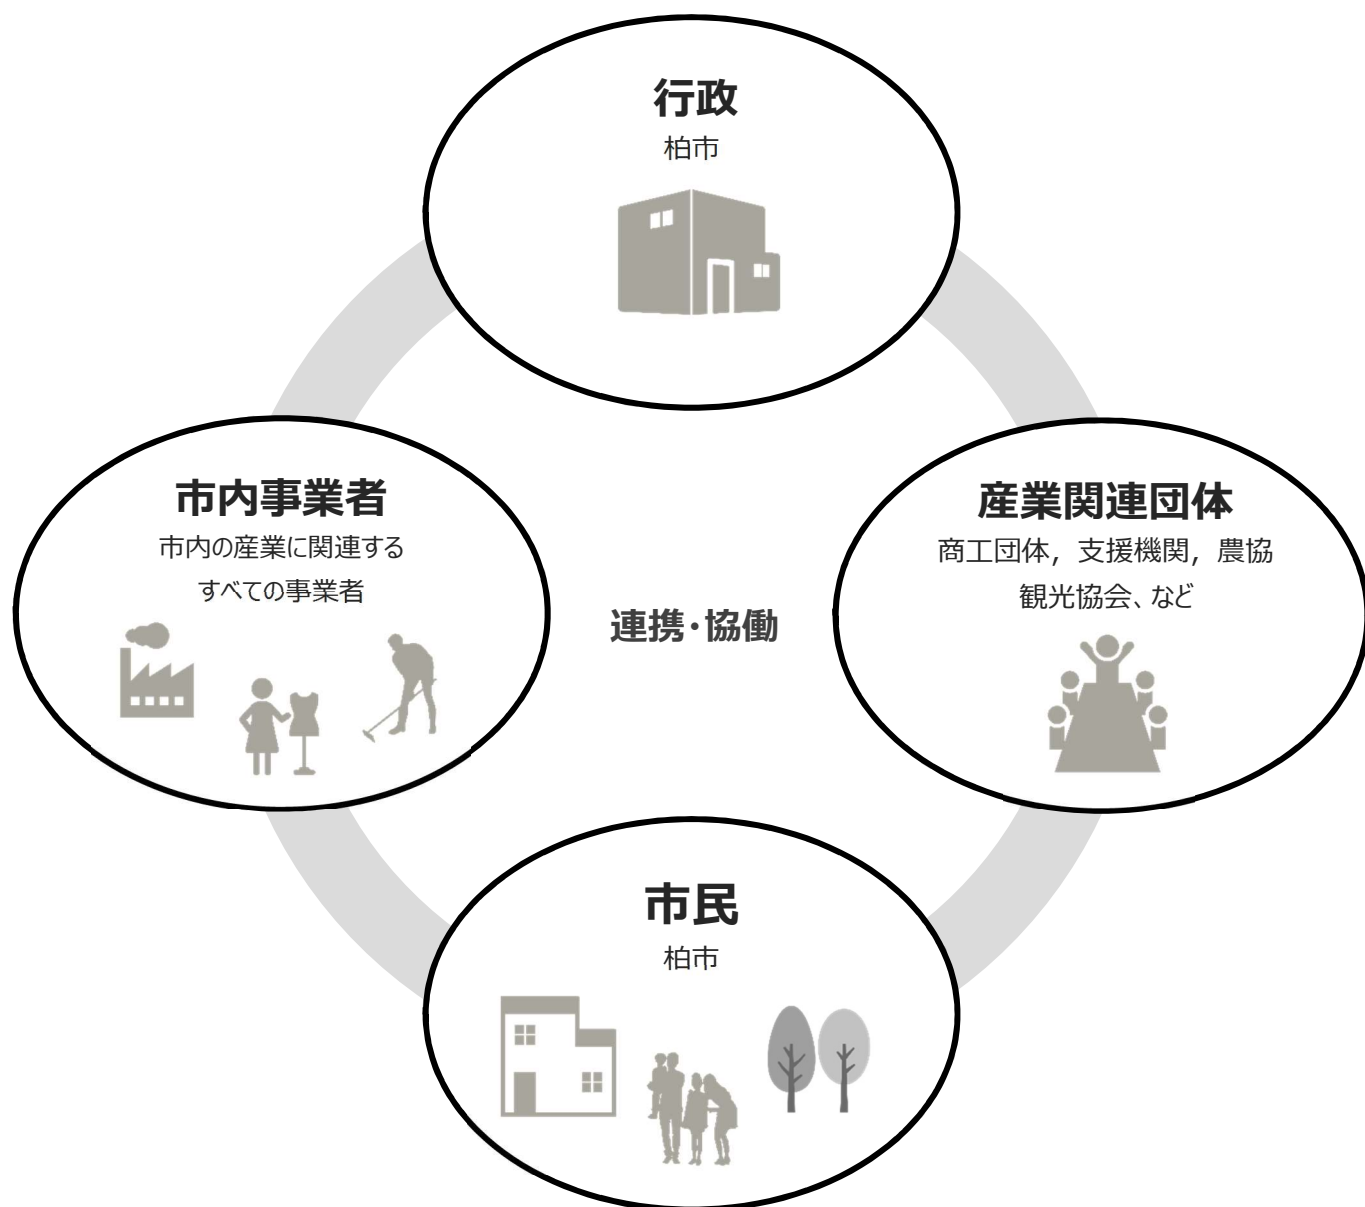 行政
柏市
市内事業者
市内の産業に関連する
すべての事業者
産業関連団体
商工団体，支援機関，農協
観光協会、など
連携・協働
市民
柏市